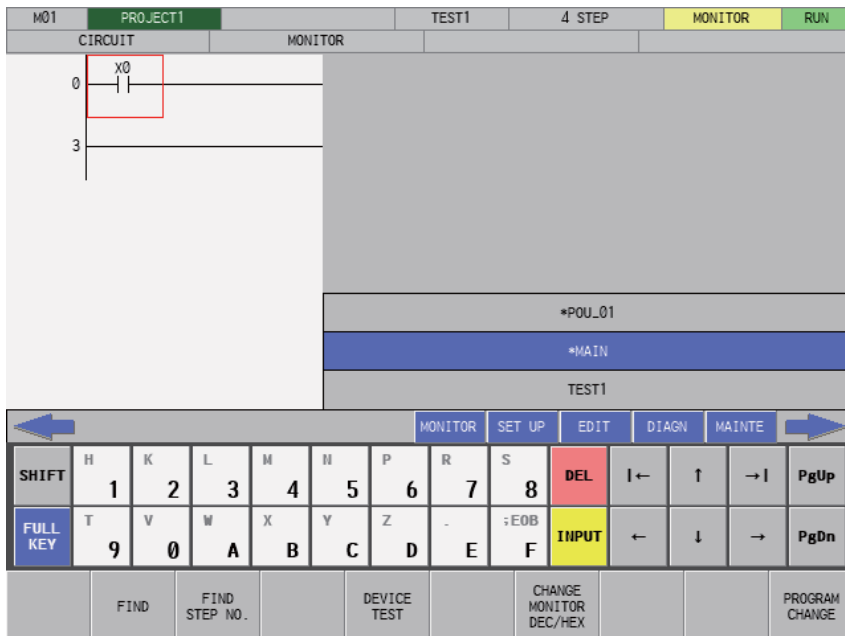 M01 PROJECT1 TEST1 4 STEP MONITOR RUN
CIRCUIT MONITOR
X0
0
3
*POU_01
*MAIN
TEST1
MONITOR SET UP EDIT DIAGN MAINTE
SHIFT H 1 K 2 L 3 M 4 N 5 P 6 R 7 S 8 DEL |← ↑ →| PgUp
FULL KEY T 9 V 0 W A X B Y C Z D . E ;EOB F INPUT ← ↓ → PgDn
FIND
FIND
STEP NO.
DEVICE
TEST
CHANGE
MONITOR
DEC/HEX
PROGRAM
CHANGE